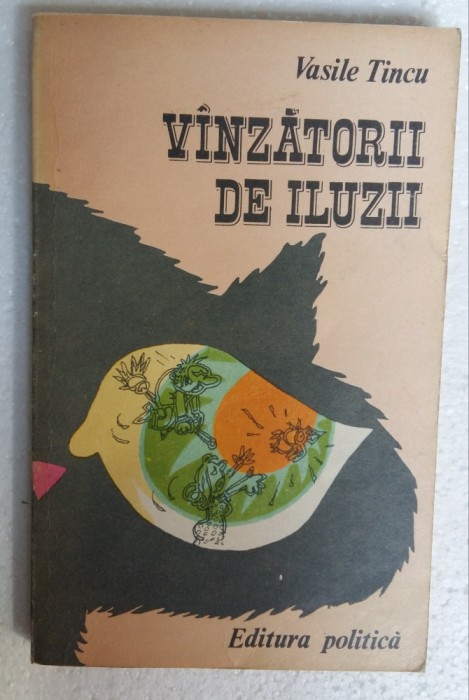 Vasile Tincu
VÎNZĂTORII
DE ILUZII
Editura politică